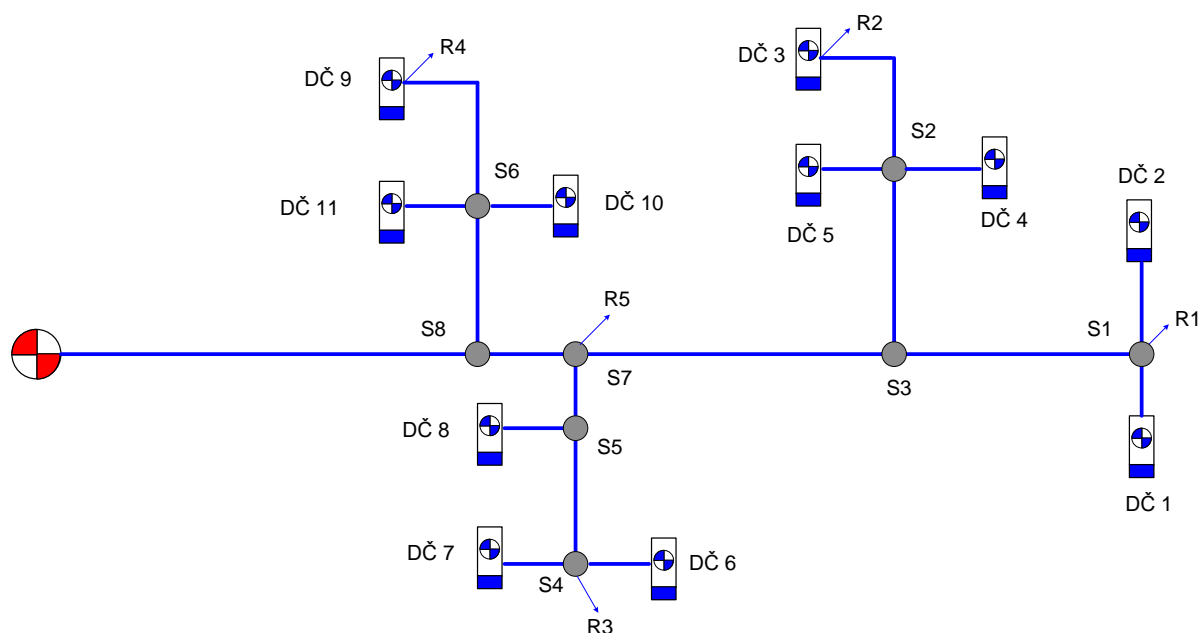 R2
R4
DČ 3
DČ 9
S2
DČ 2
S6
DČ 11
DČ 10
DČ 4
DČ 5
R5
R1
S8
S1
S7
S3
DČ 8
S5
DČ 1
DČ 7
DČ 6
S4
R3